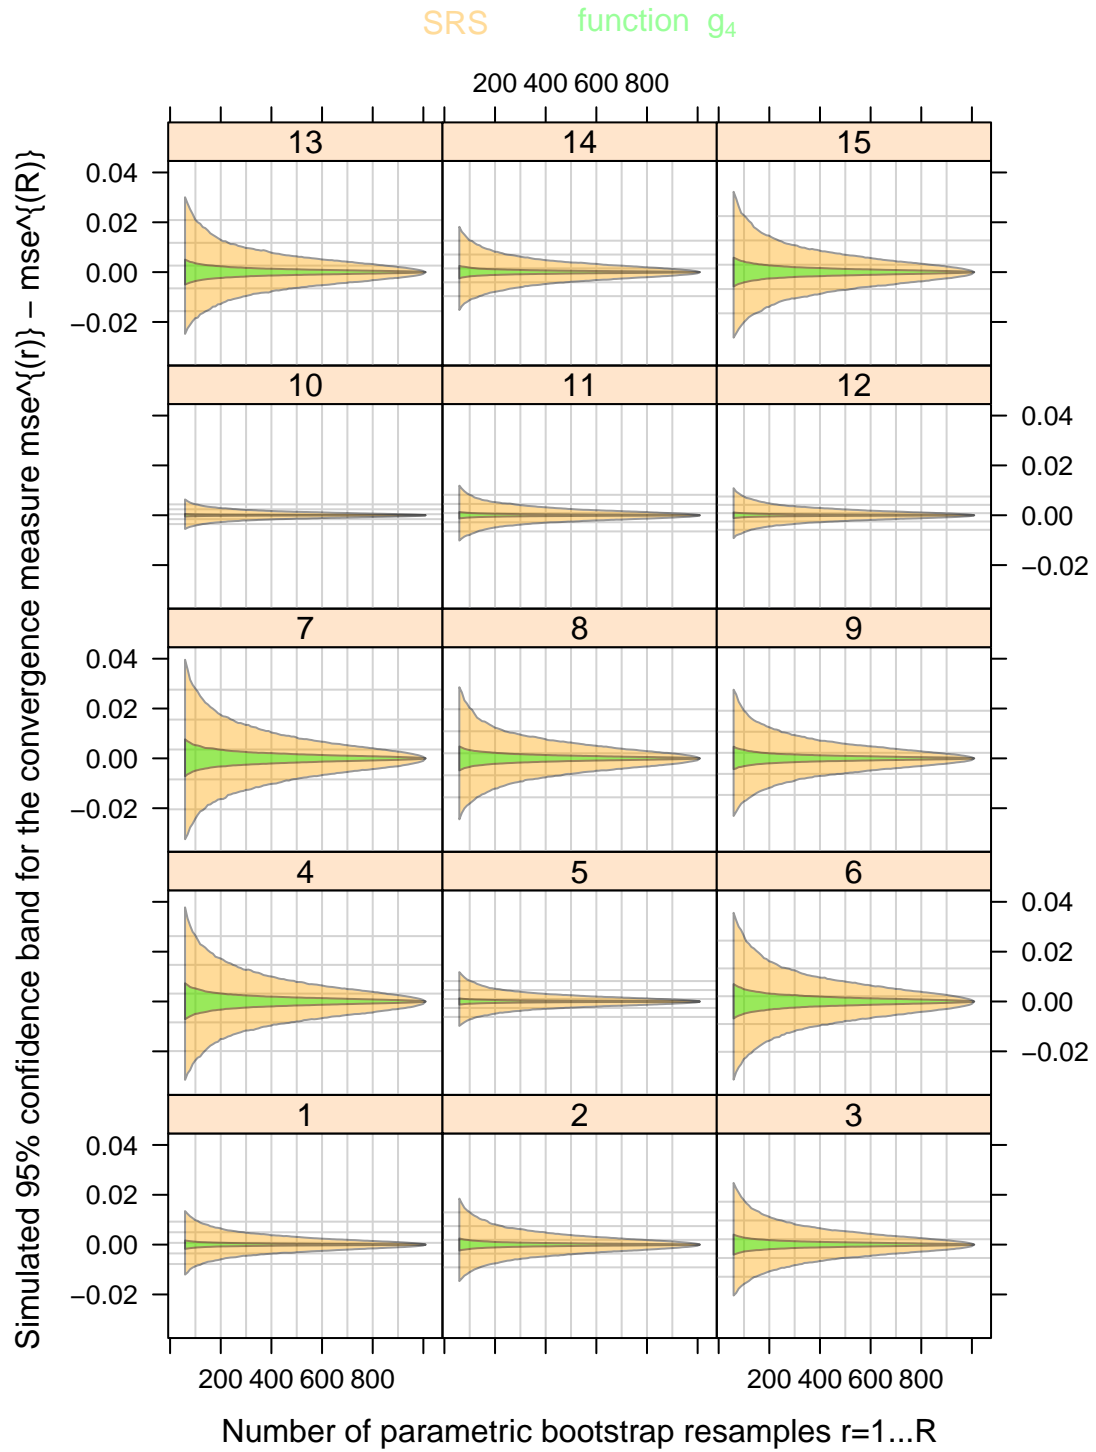 SRS function g₄
200 400 600 800
13 14 15
0.04
0.02
0.00
−0.02
10 11 12
0.04
0.02
0.00
−0.02
7 8 9
0.04
0.02
0.00
−0.02
4 5 6
0.04
0.02
0.00
−0.02
1 2 3
0.04
0.02
0.00
−0.02
200 400 600 800 200 400 600 800
Number of parametric bootstrap resamples r=1...R
Simulated 95% confidence band for the convergence measure mse^{(r)} − mse^{(R)}